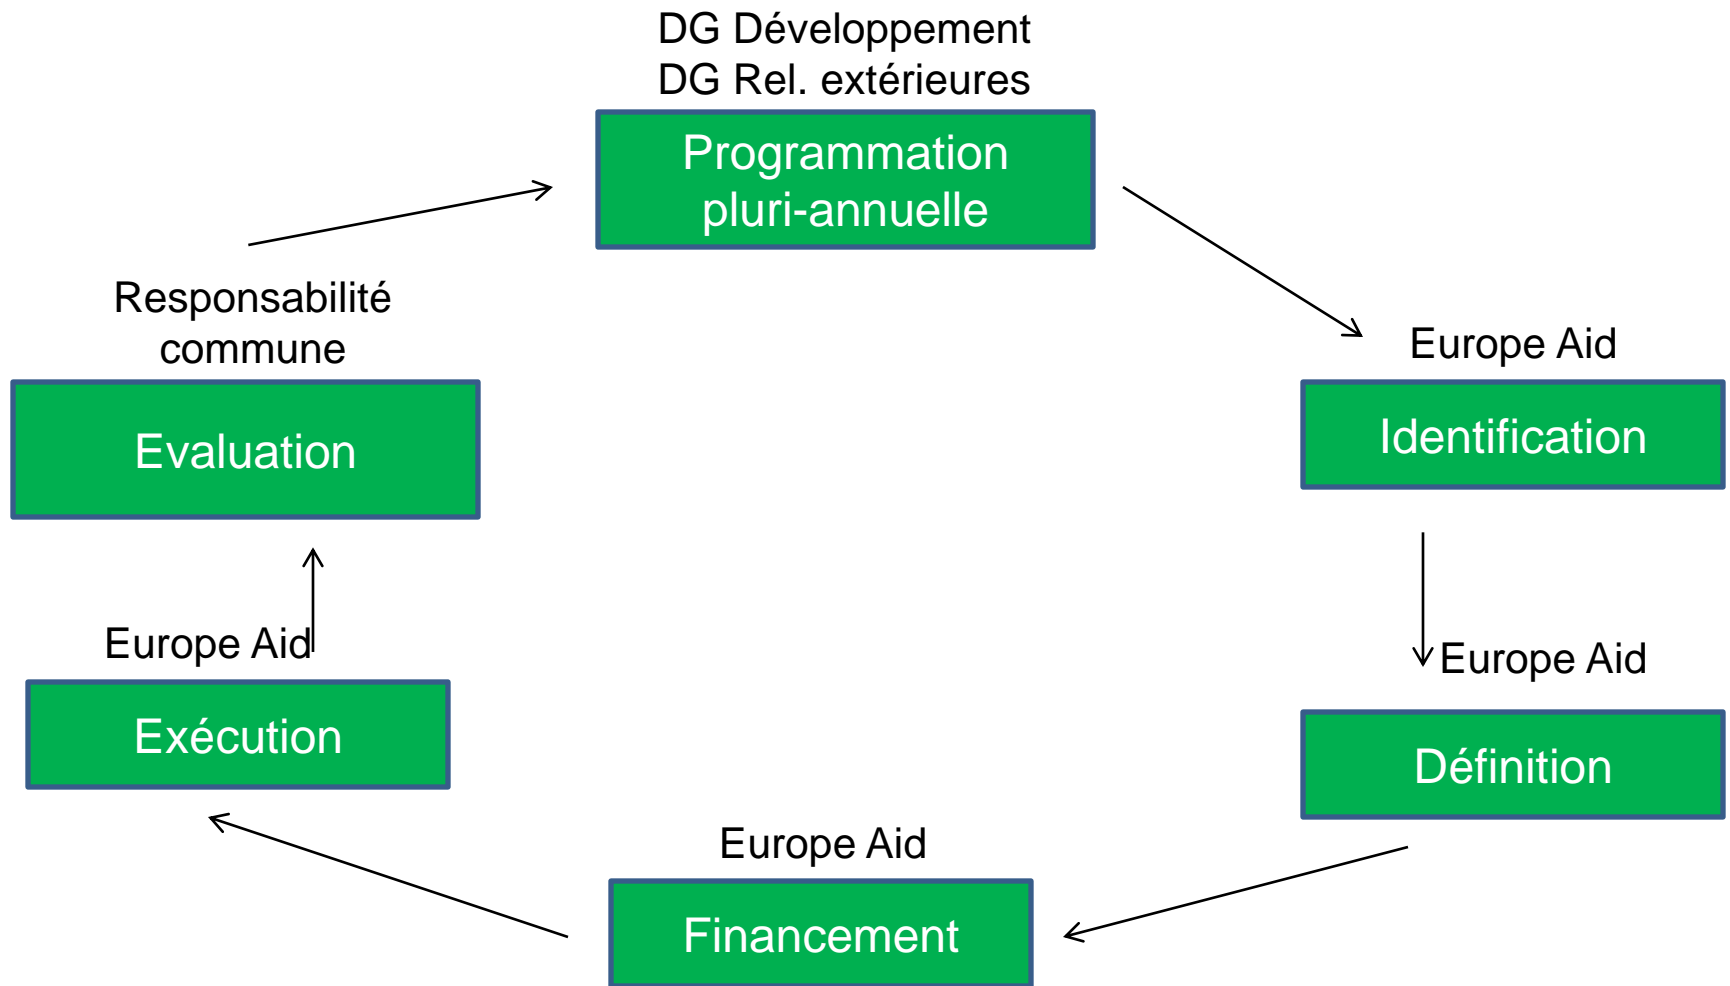 DG Développement
DG Rel. extérieures
Programmation
pluri-annuelle
Responsabilité
commune
Evaluation
Europe Aid
Identification
Europe Aid
Exécution
Europe Aid
Définition
Europe Aid
Financement